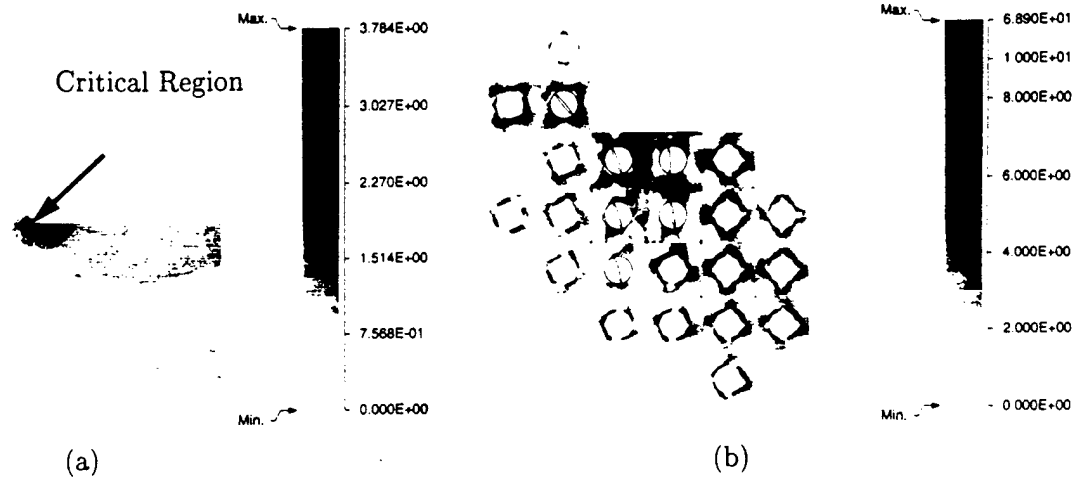 Max.
3.784E+00
Critical Region
3.027E+00
2.270E+00
1.514E+00
7.568E-01
Min.
0.000E+00
(a)
Max.
6.890E+01
1 000E+01
8.000E+00
6.000E+00
4.000E+00
2.000E+00
Min.
0 000E+00
(b)